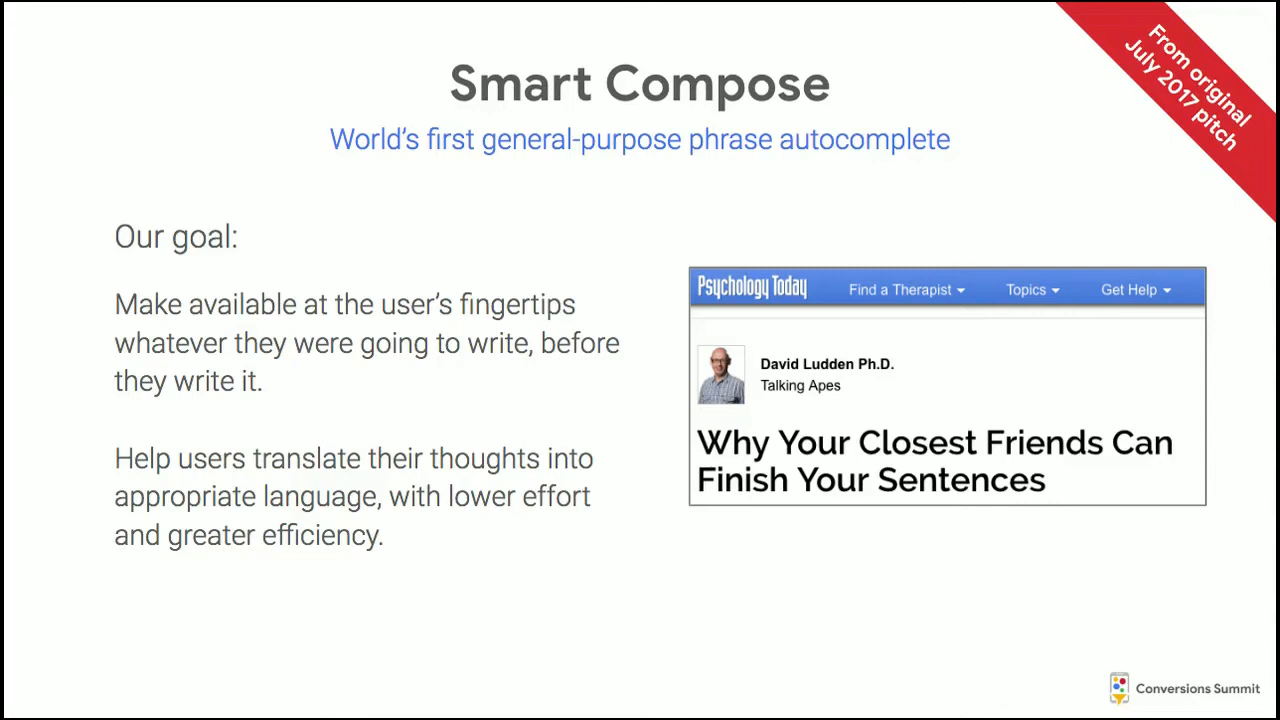 Smart Compose
World's first general-purpose phrase autocomplete
From original
July 2017 pitch
Our goal:
Make available at the user's fingertips
whatever they were going to write, before
they write it.
Help users translate their thoughts into
appropriate language, with lower effort
and greater efficiency.
Psychology Today Find a Therapist Topics Get Help
David Ludden Ph.D.
Talking Apes
Why Your Closest Friends Can
Finish Your Sentences
Conversions Summit